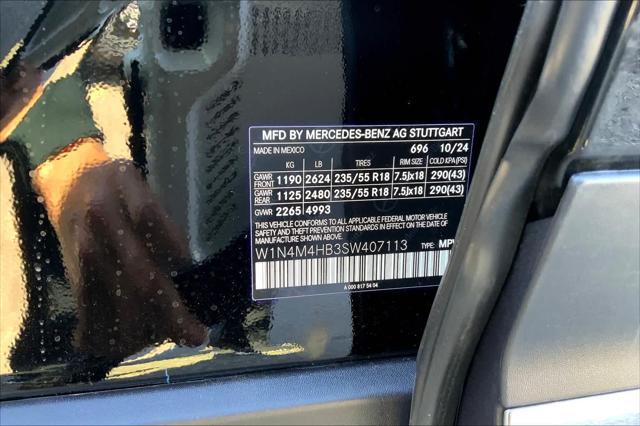 MFD BY MERCEDES-BENZ AG STUTTGART
MADE IN MEXICO 696 10/24
KG LB TIRES RIM SIZE COLD KPA(PSI)
GAWR FRONT 1190 2624 235/55 R18 7.5Jx18 290(43)
GAWR REAR 1125 2480 235/55 R18 7.5Jx18 290(43)
GVWR 2265 4993
THIS VEHICLE CONFORMS TO ALL APPLICABLE FEDERAL MOTOR VEHICLE
SAFETY, BUMPER, AND THEFT PREVENTION STANDARDS IN
EFFECT ON THE DATE OF MANUFACTURE SHOWN ABOVE.
W1N4M4HB3SW407113 TYPE: MPV
A 000 817 54 04